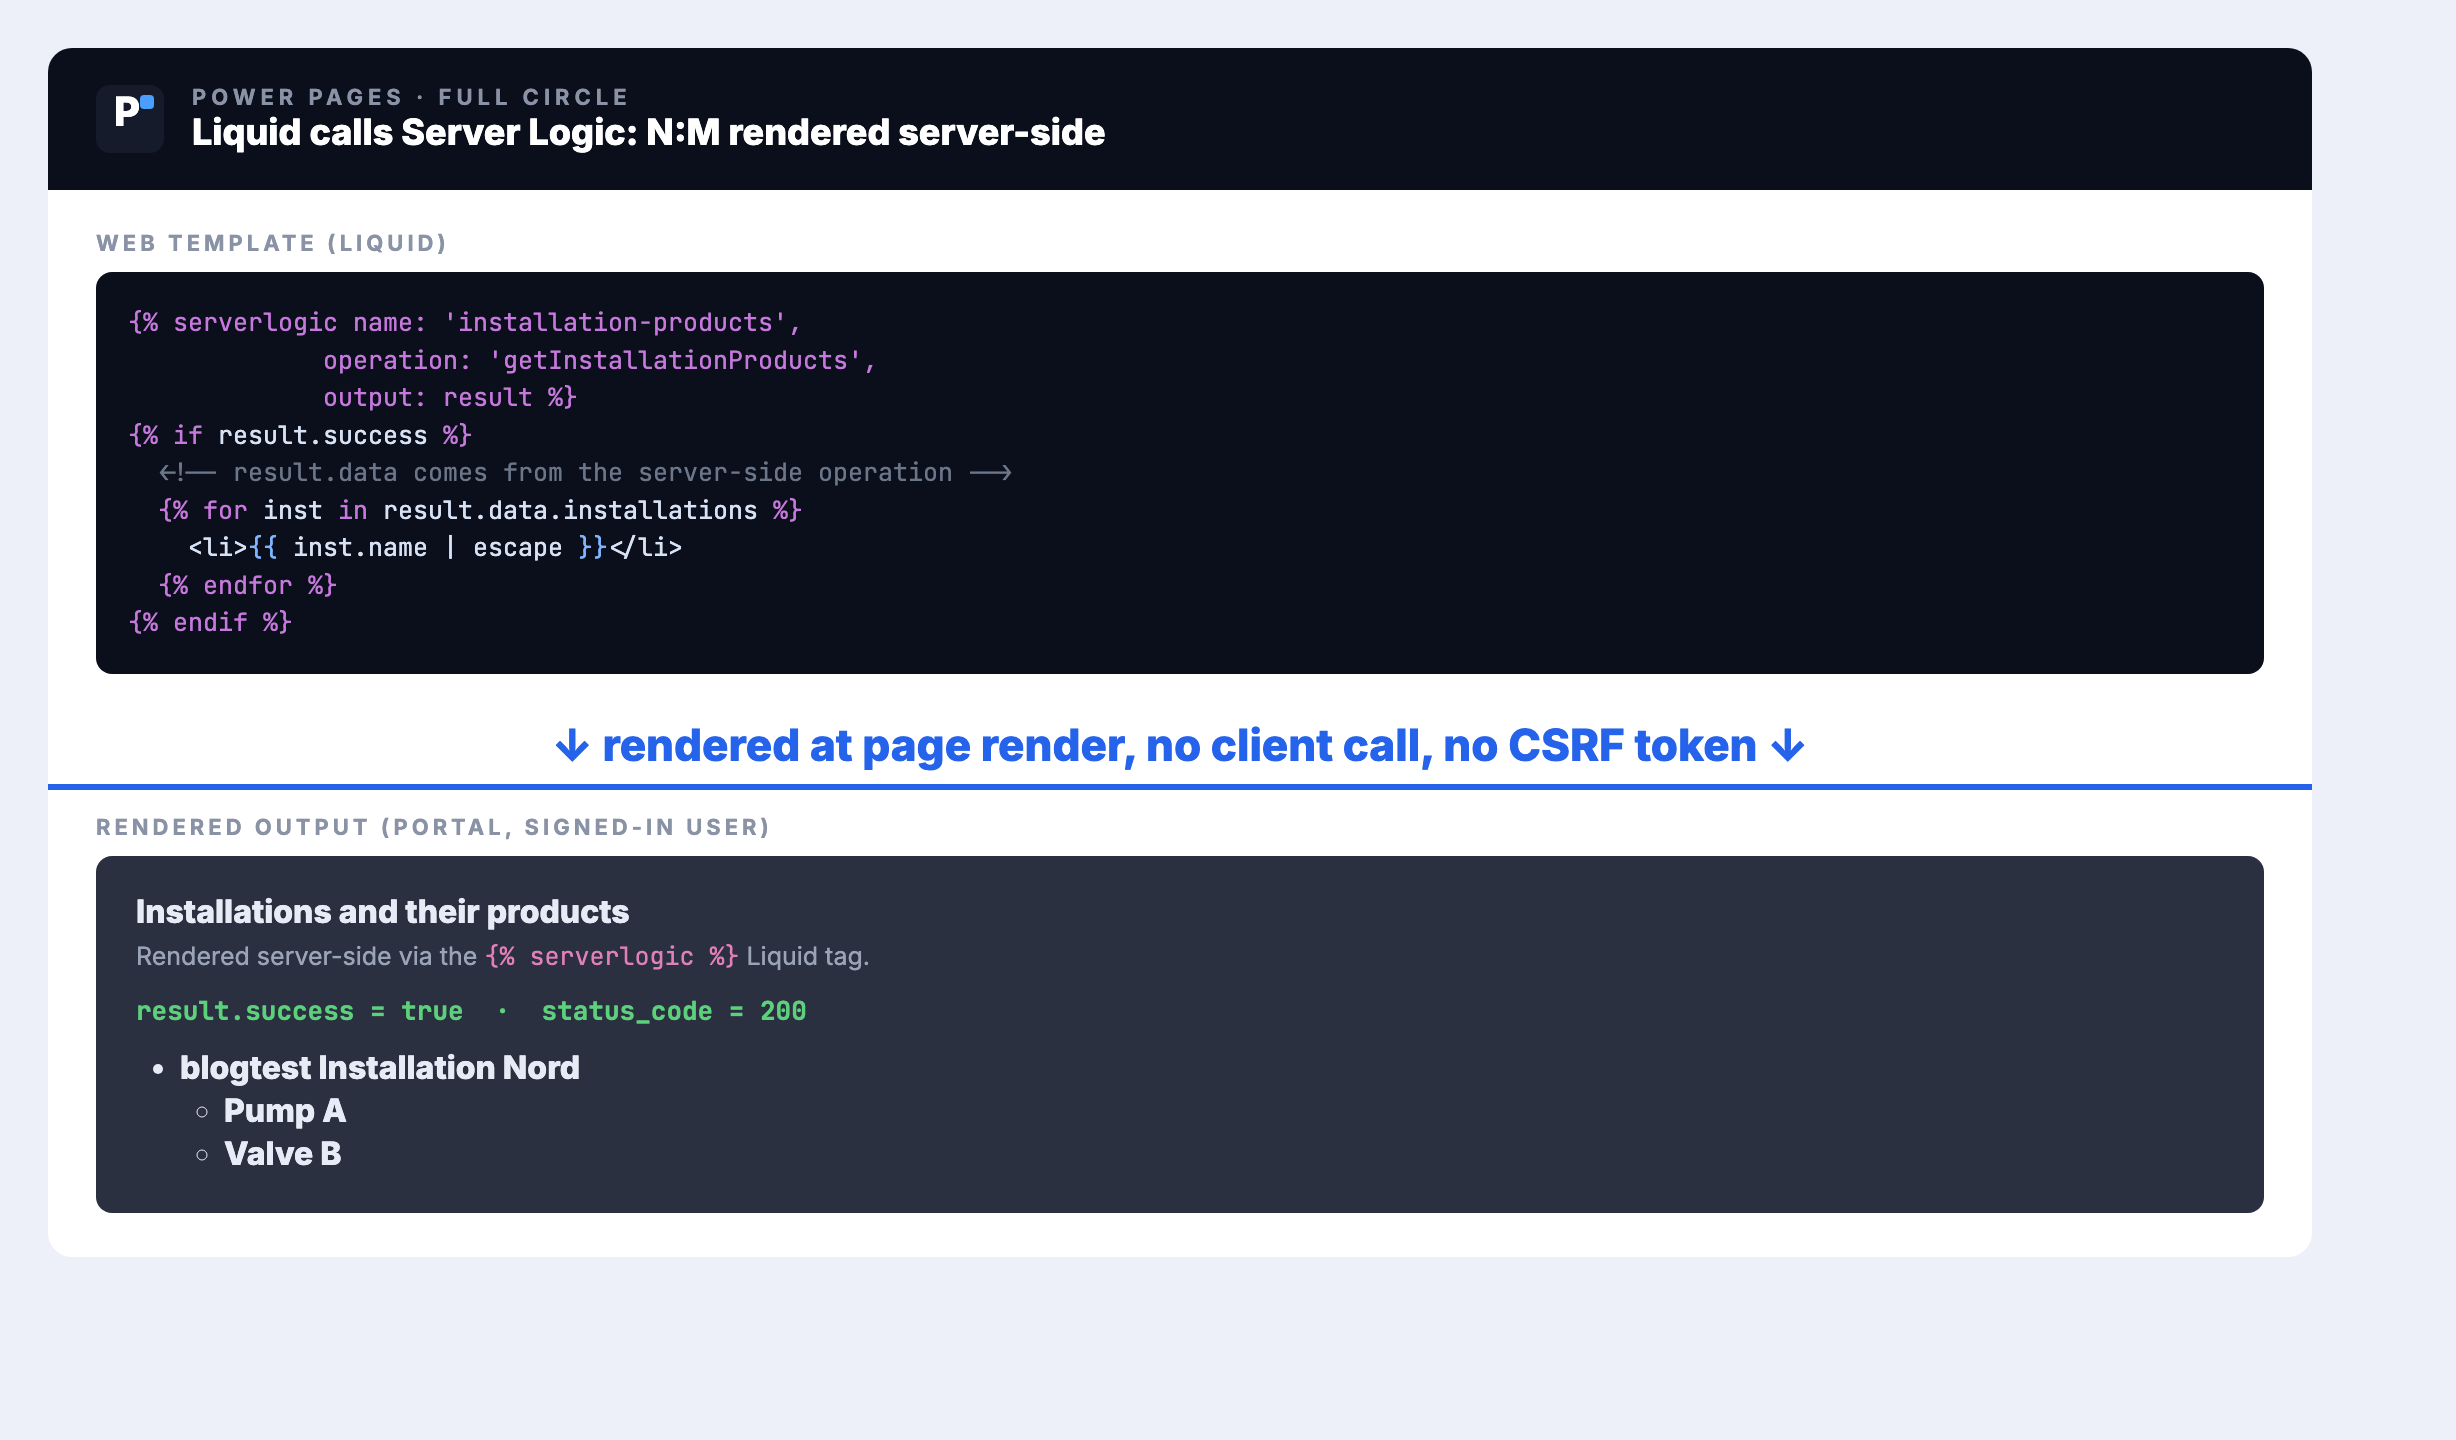 P
POWER PAGES · FULL CIRCLE
Liquid calls Server Logic: N:M rendered server-side
WEB TEMPLATE (LIQUID)
{% serverlogic name: 'installation-products',
             operation: 'getInstallationProducts',
             output: result %}
{% if result.success %}
  <!-- result.data comes from the server-side operation -->
  {% for inst in result.data.installations %}
    <li>{{ inst.name | escape }}</li>
  {% endfor %}
{% endif %}
↓ rendered at page render, no client call, no CSRF token ↓
RENDERED OUTPUT (PORTAL, SIGNED-IN USER)
Installations and their products
Rendered server-side via the {% serverlogic %} Liquid tag.
result.success = true · status_code = 200
• blogtest Installation Nord
○ Pump A
○ Valve B